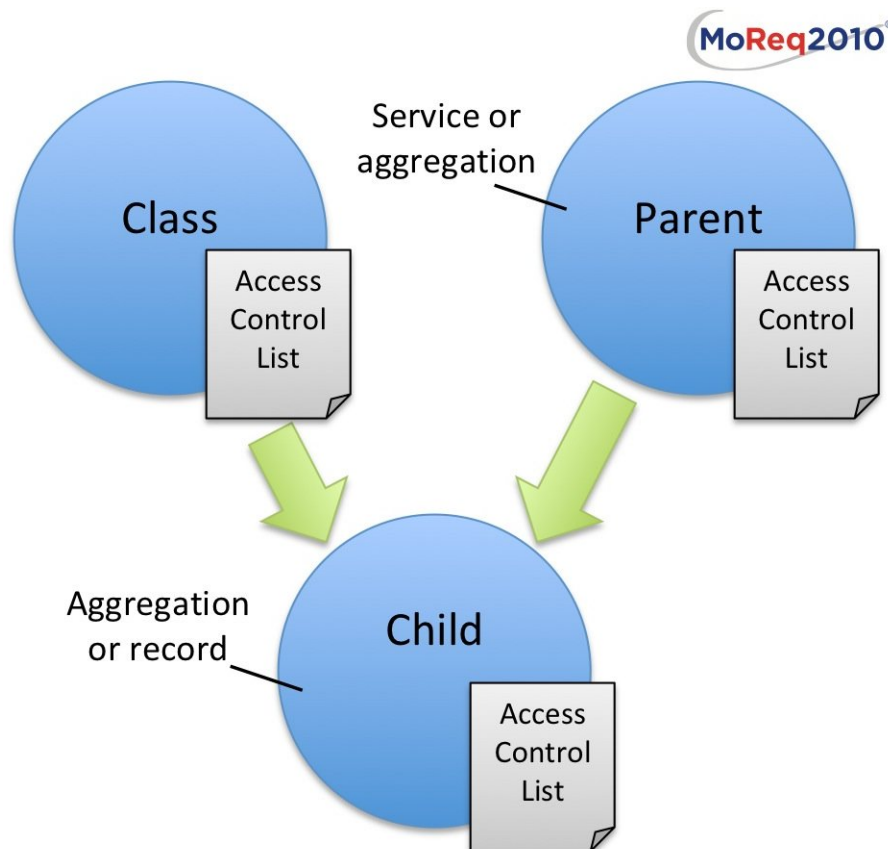 MoReq2010®
Service or
aggregation
Class
Parent
Access
Control
List
Access
Control
List
Aggregation
or record
Child
Access
Control
List